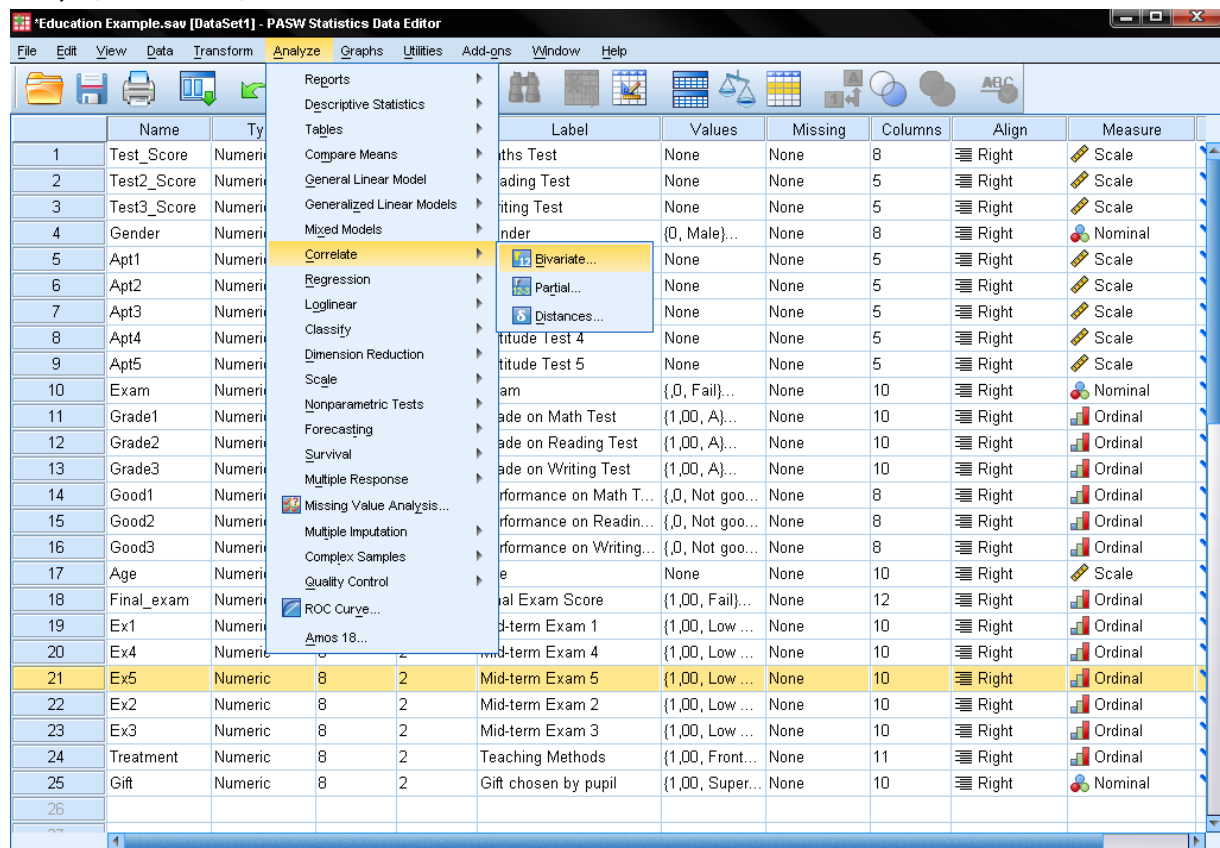 *Education Example.sav [DataSet1] - PASW Statistics Data Editor
File Edit View Data Transform Analyze Graphs Utilities Add-ons Window Help
Reports
Descriptive Statistics
Tables
Compare Means
General Linear Model
Generalized Linear Models
Mixed Models
Correlate
Regression
Loglinear
Classify
Dimension Reduction
Scale
Nonparametric Tests
Forecasting
Survival
Multiple Response
Missing Value Analysis...
Multiple Imputation
Complex Samples
Quality Control
ROC Curve...
Amos 18...
Bivariate...
Partial...
Distances...
Name Ty Label Values Missing Columns Align Measure
1 Test_Score Numeri ths Test None None 8 Right Scale
2 Test2_Score Numeri ading Test None None 5 Right Scale
3 Test3_Score Numeri iting Test None None 5 Right Scale
4 Gender Numeri nder {0, Male}... None 8 Right Nominal
5 Apt1 Numeri None None 5 Right Scale
6 Apt2 Numeri None None 5 Right Scale
7 Apt3 Numeri None None 5 Right Scale
8 Apt4 Numeri titude Test 4 None None 5 Right Scale
9 Apt5 Numeri titude Test 5 None None 5 Right Scale
10 Exam Numeri am {,0, Fail}... None 10 Right Nominal
11 Grade1 Numeri ade on Math Test {1,00, A}... None 10 Right Ordinal
12 Grade2 Numeri ade on Reading Test {1,00, A}... None 10 Right Ordinal
13 Grade3 Numeri ade on Writing Test {1,00, A}... None 10 Right Ordinal
14 Good1 Numeri rformance on Math T... {,0, Not goo... None 8 Right Ordinal
15 Good2 Numeri rformance on Readin... {,0, Not goo... None 8 Right Ordinal
16 Good3 Numeri rformance on Writing... {,0, Not goo... None 8 Right Ordinal
17 Age Numeri e None None 10 Right Scale
18 Final_exam Numeri al Exam Score {1,00, Fail}... None 12 Right Ordinal
19 Ex1 Numeri d-term Exam 1 {1,00, Low ... None 10 Right Ordinal
20 Ex4 Numeric 8 2 Mid-term Exam 4 {1,00, Low ... None 10 Right Ordinal
21 Ex5 Numeric 8 2 Mid-term Exam 5 {1,00, Low ... None 10 Right Ordinal
22 Ex2 Numeric 8 2 Mid-term Exam 2 {1,00, Low ... None 10 Right Ordinal
23 Ex3 Numeric 8 2 Mid-term Exam 3 {1,00, Low ... None 10 Right Ordinal
24 Treatment Numeric 8 2 Teaching Methods {1,00, Front... None 11 Right Ordinal
25 Gift Numeric 8 2 Gift chosen by pupil {1,00, Super... None 10 Right Nominal
26